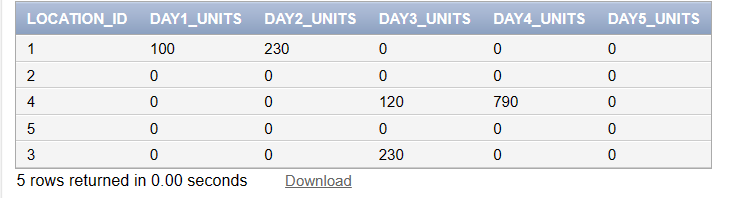 LOCATION_ID DAY1_UNITS DAY2_UNITS DAY3_UNITS DAY4_UNITS DAY5_UNITS
1 100 230 0 0 0
2 0 0 0 0 0
4 0 0 120 790 0
5 0 0 0 0 0
3 0 0 230 0 0
5 rows returned in 0.00 seconds Download